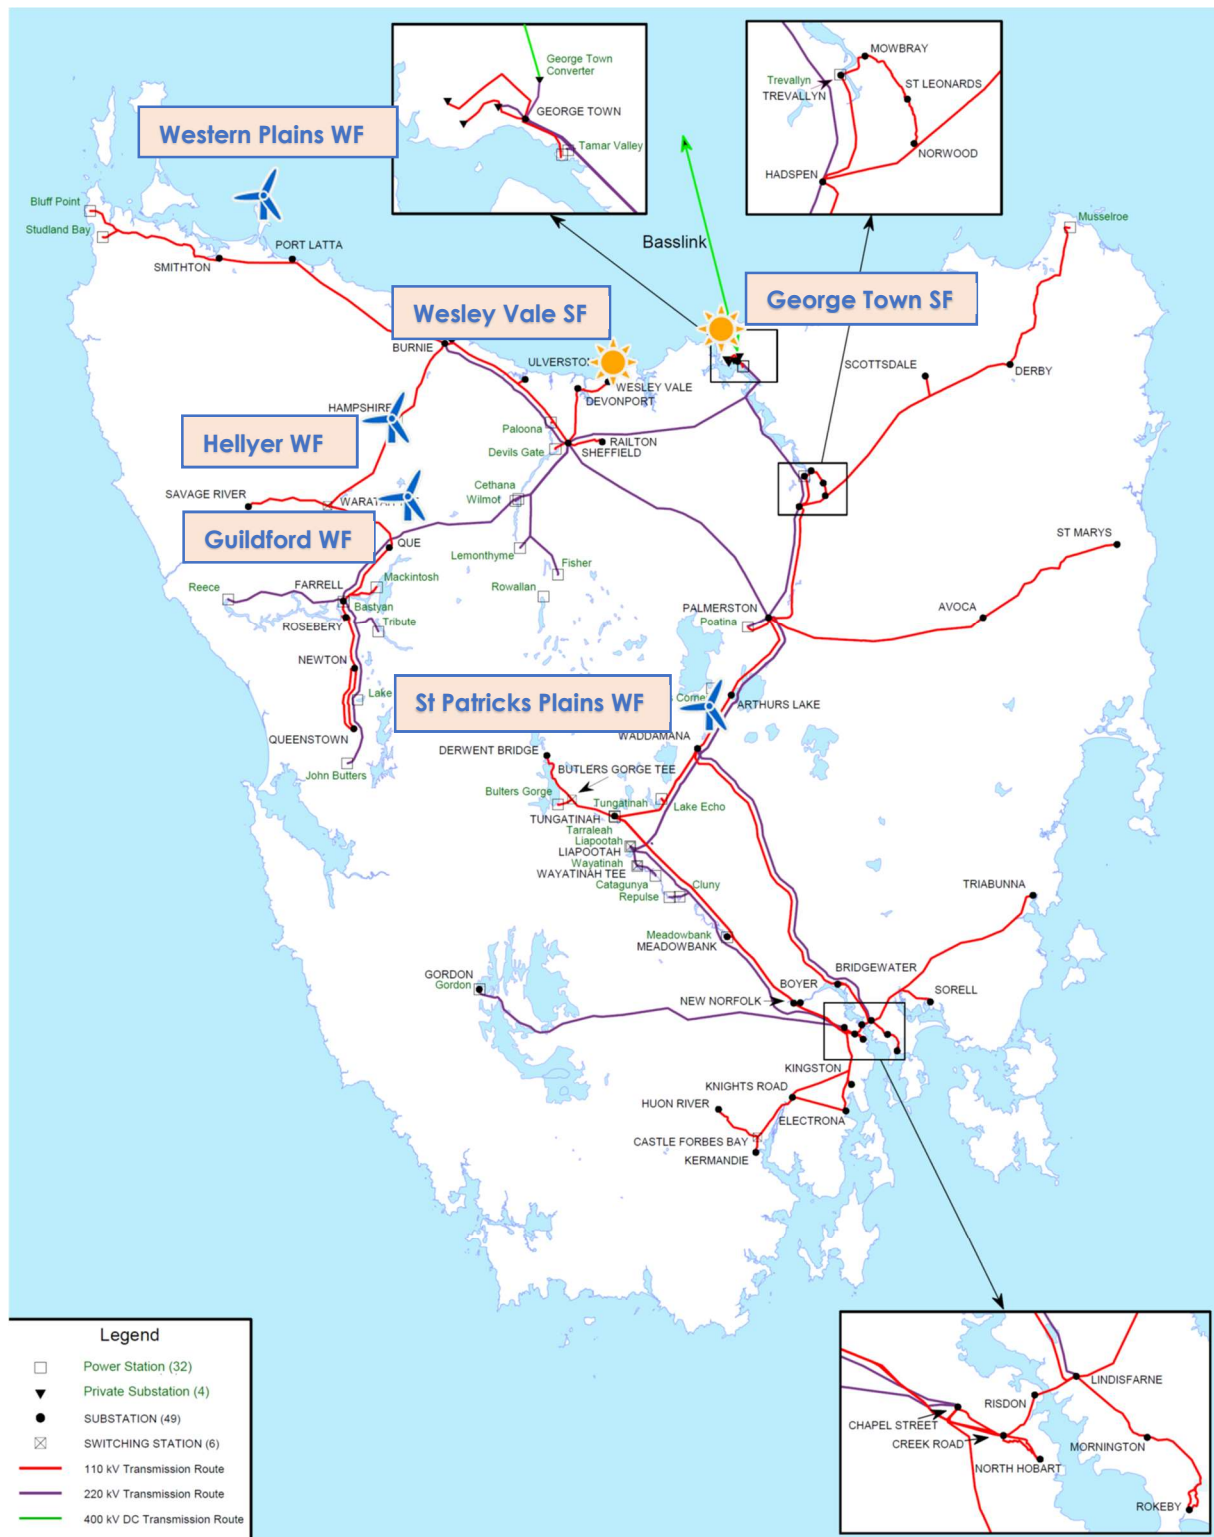 George Town
Converter
GEORGE TOWN
Tamar Valley
MOWBRAY
Trevallyn
TREVALLYN
ST LEONARDS
NORWOOD
HADSPEN
Western Plains WF
Bluff Point
Studland Bay
SMITHTON
PORT LATTA
Basslink
Musselroe
Wesley Vale SF
George Town SF
BURNIE
ULVERSTO
WESLEY VALE
DEVONPORT
SCOTTSDALE
DERBY
HAMPSHIRE
Hellyer WF
Paloona
Devils Gate
RAILTON
SHEFFIELD
Cethana
Wilmot
SAVAGE RIVER
WARATA
Guildford WF
QUE
ST MARYS
Lemonthyme
Fisher
Rowallan
Reece
FARRELL
Mackintosh
Bastyan
Tribute
ROSEBERY
PALMERSTON
Poatina
AVOCA
NEWTON
Lake
St Patricks Plains WF
s Corne
ARTHURS LAKE
QUEENSTOWN
John Butters
WADDAMANA
DERWENT BRIDGE
BUTLERS GORGE TEE
Bulters Gorge
Tungatinah
Lake Echo
TUNGATINAH
Tarraleah
Liapootah
LIAPOOTAH
Wayatinah
WAYATINAH TEE
Catagunya
Cluny
Repulse
TRIABUNNA
Meadowbank
MEADOWBANK
BRIDGEWATER
GORDON
Gordon
BOYER
NEW NORFOLK
SORELL
KINGSTON
KNIGHTS ROAD
HUON RIVER
ELECTRONA
CASTLE FORBES BAY
KERMANDIE
Legend
Power Station (32)
Private Substation (4)
SUBSTATION (49)
SWITCHING STATION (6)
110 kV Transmission Route
220 kV Transmission Route
400 kV DC Transmission Route
LINDISFARNE
RISDON
CHAPEL STREET
CREEK ROAD
MORNINGTON
NORTH HOBART
ROKEBY